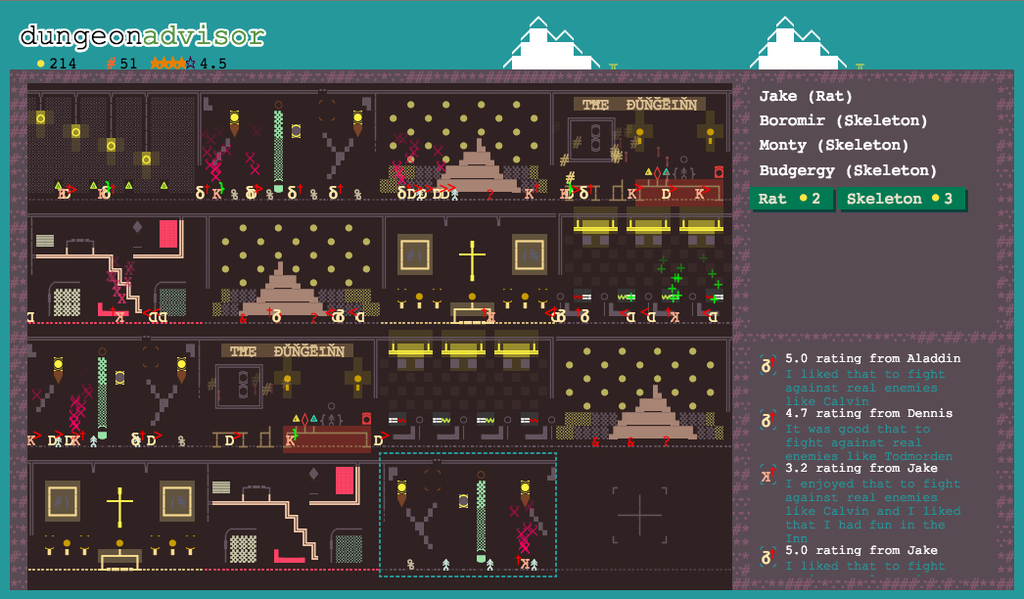 dungeonadvisor
214 #51 4.5
THE DÜNGEINN
Jake (Rat)
Boromir (Skeleton)
Monty (Skeleton)
Budgergy (Skeleton)
Rat 2 Skeleton 3
THE DÜNGEINN
5.0 rating from Aladdin
I liked that to fight
against real enemies
like Calvin
4.7 rating from Dennis
It was good that to
fight against real
enemies like Todmorden
3.2 rating from Jake
I enjoyed that to fight
against real enemies
like Calvin and I liked
that I had fun in the
Inn
5.0 rating from Jake
I liked that to fight